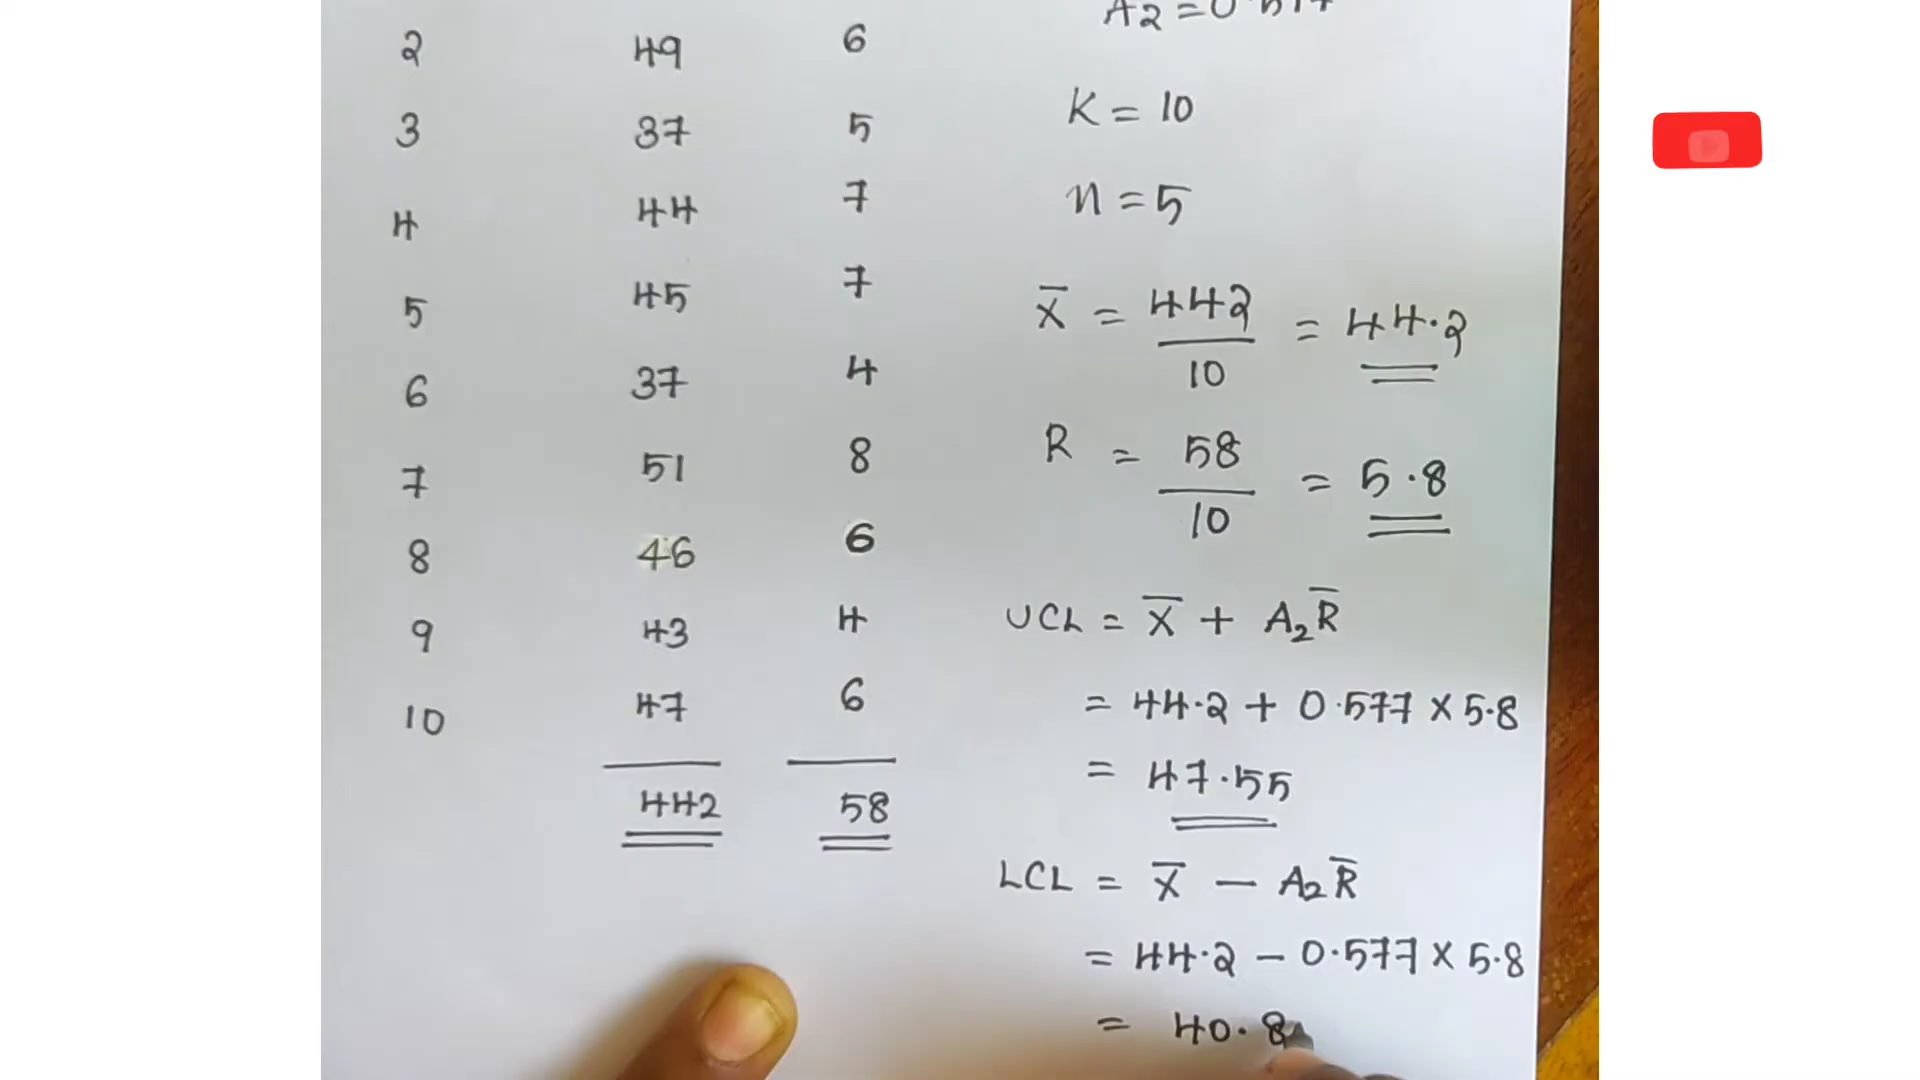 A2 = 0.577
2 49 6
K = 10
3 37 5
n = 5
4 44 7
5 45 7
X̄ = 442/10 = 44.2
6 37 4
R = 58/10 = 5.8
7 51 8
8 46 6
UCL = X̄ + A₂R̄
9 43 4
10 47 6
= 44.2 + 0.577 × 5.8
= 47.55
442 58
LCL = X̄ − A₂R̄
= 44.2 − 0.577 × 5.8
= 40.8